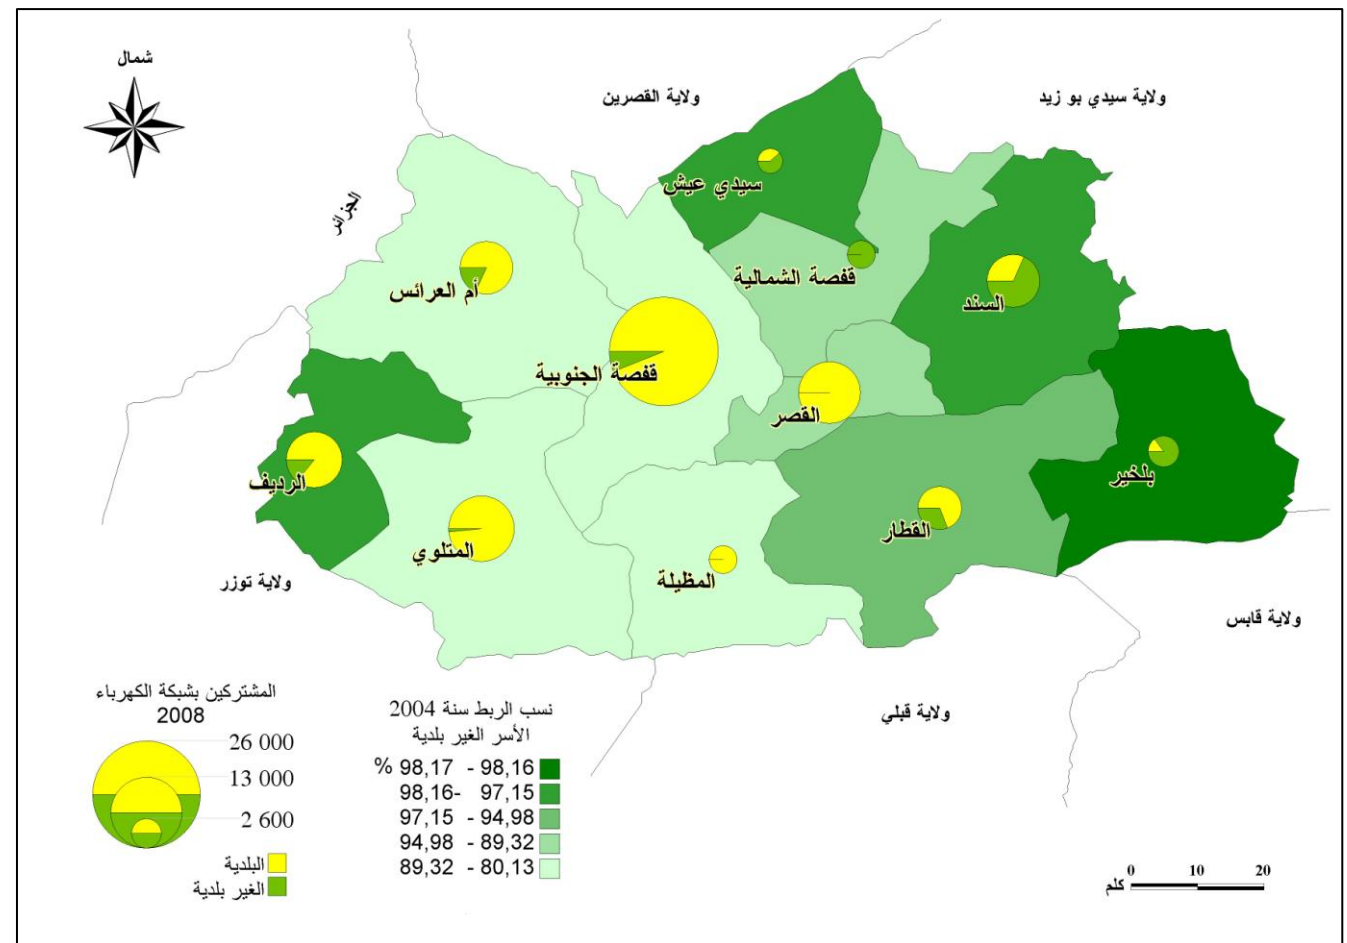 شمال
ولاية القصرين
ولاية سيدي بو زيد
الجزائر
سيدي عيش
قفصة الشمالية
السند
أم العرائس
قفصة الجنوبية
القصر
الرديف
بلخير
القطار
المتلوي
المظيلة
ولاية توزر
ولاية قابس
ولاية قبلي
المشتركين بشبكة الكهرباء
2008
26 000
13 000
2 600
البلدية
الغير بلدية
نسب الربط سنة 2004
الأسر الغير بلدية
% 98,17 - 98,16
98,16- 97,15
97,15 - 94,98
94,98 - 89,32
89,32 - 80,13
0 10 20
كلم